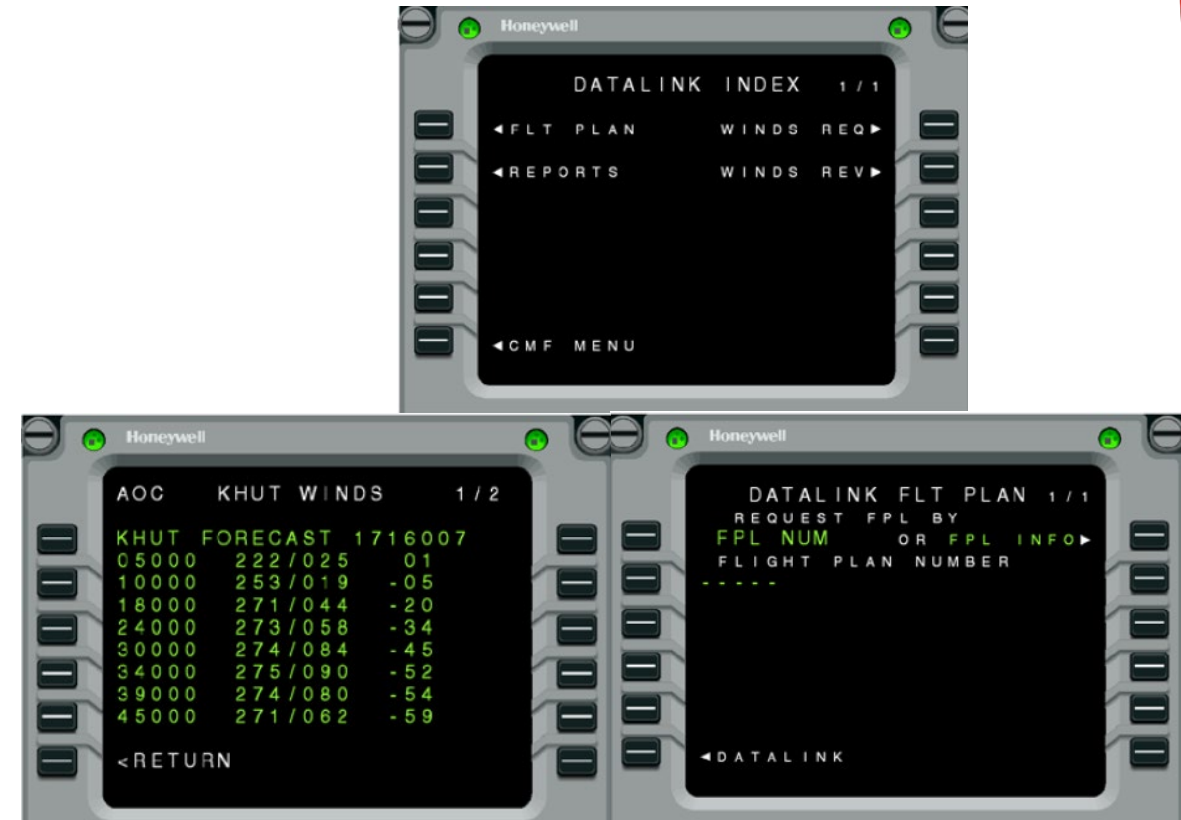 Honeywell
DATALINK INDEX 1/1
◄FLT PLAN WINDS REQ►
◄REPORTS WINDS REV►
◄CMF MENU
Honeywell
AOC KHUT WINDS 1/2
KHUT FORECAST 1716007
05000 222/025 01
10000 253/019 -05
18000 271/044 -20
24000 273/058 -34
30000 274/084 -45
34000 275/090 -52
39000 274/080 -54
45000 271/062 -59
<RETURN
Honeywell
DATALINK FLT PLAN 1/1
REQUEST FPL BY
FPL NUM OR FPL INFO►
FLIGHT PLAN NUMBER
-----
◄DATALINK